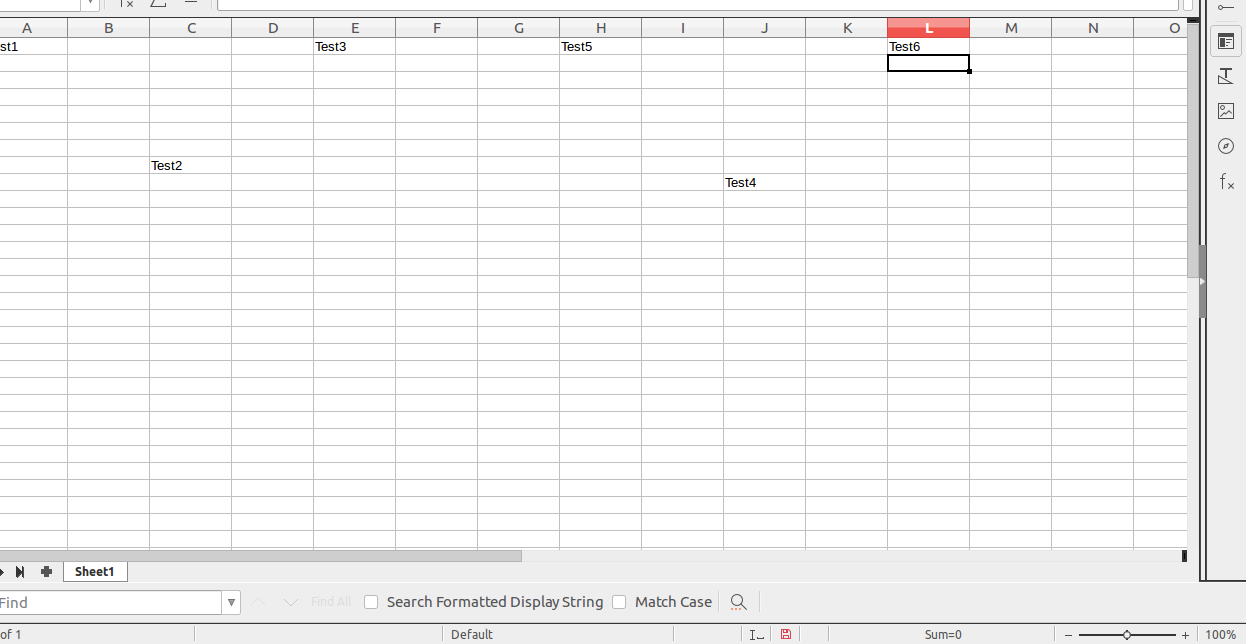 A B C D E F G H I J K L M N O
st1 Test3 Test5 Test6
Test2
Test4
Sheet1
Find Find All Search Formatted Display String Match Case
of 1 Default Sum=0 100%